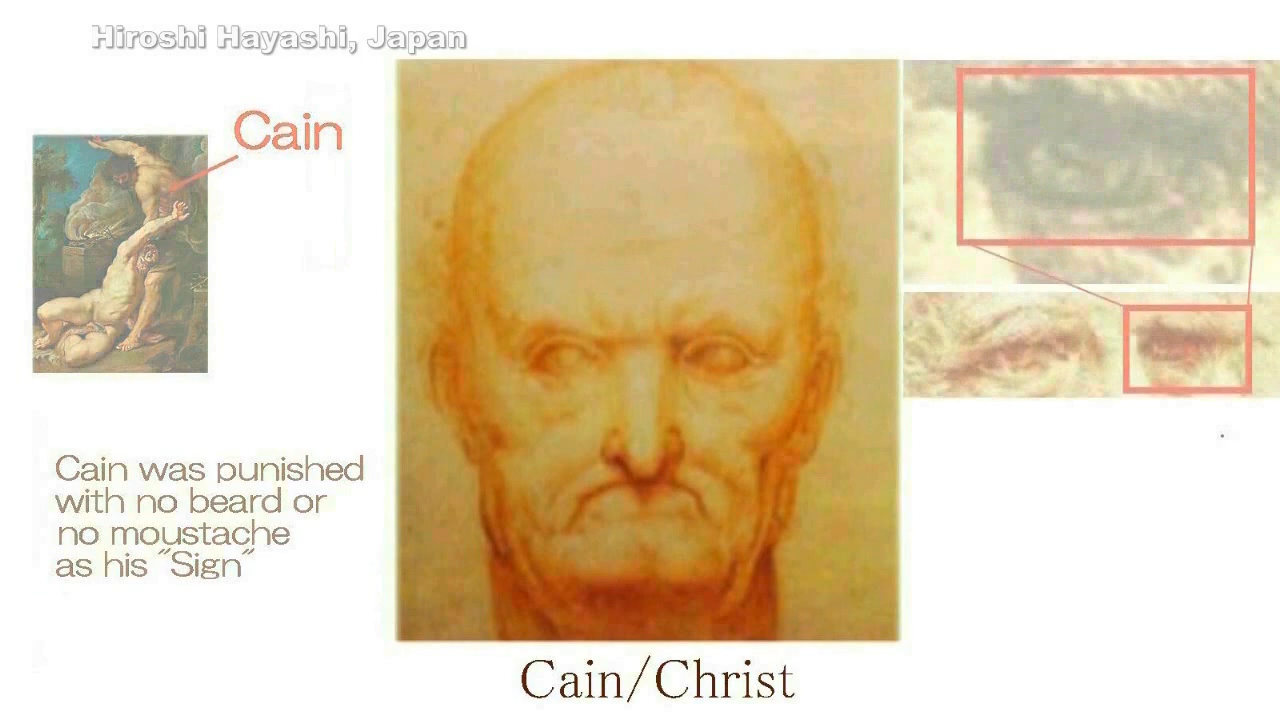 Hiroshi Hayashi, Japan
Cain
Cain was punished
with no beard or
no moustache
as his "Sign"
Cain/Christ